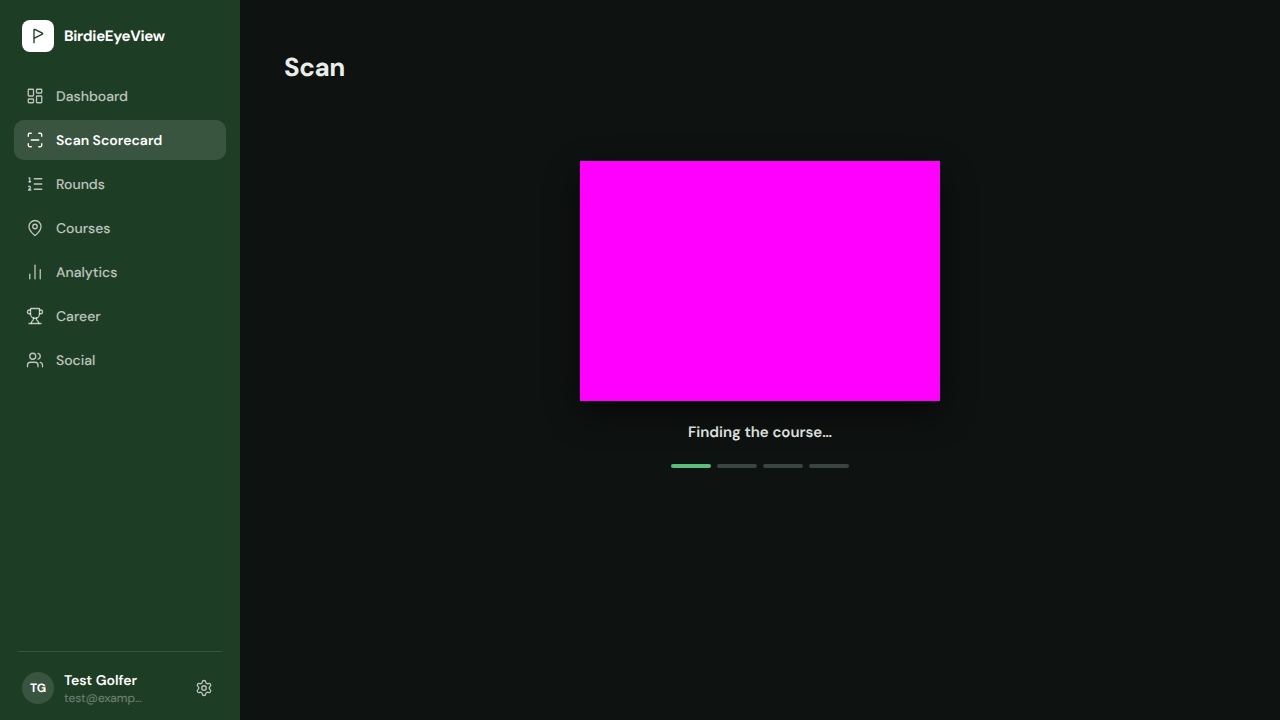 BirdieEyeView
Dashboard
Scan Scorecard
Rounds
Courses
Analytics
Career
Social
TG
Test Golfer
test@examp...
Scan
Finding the course...